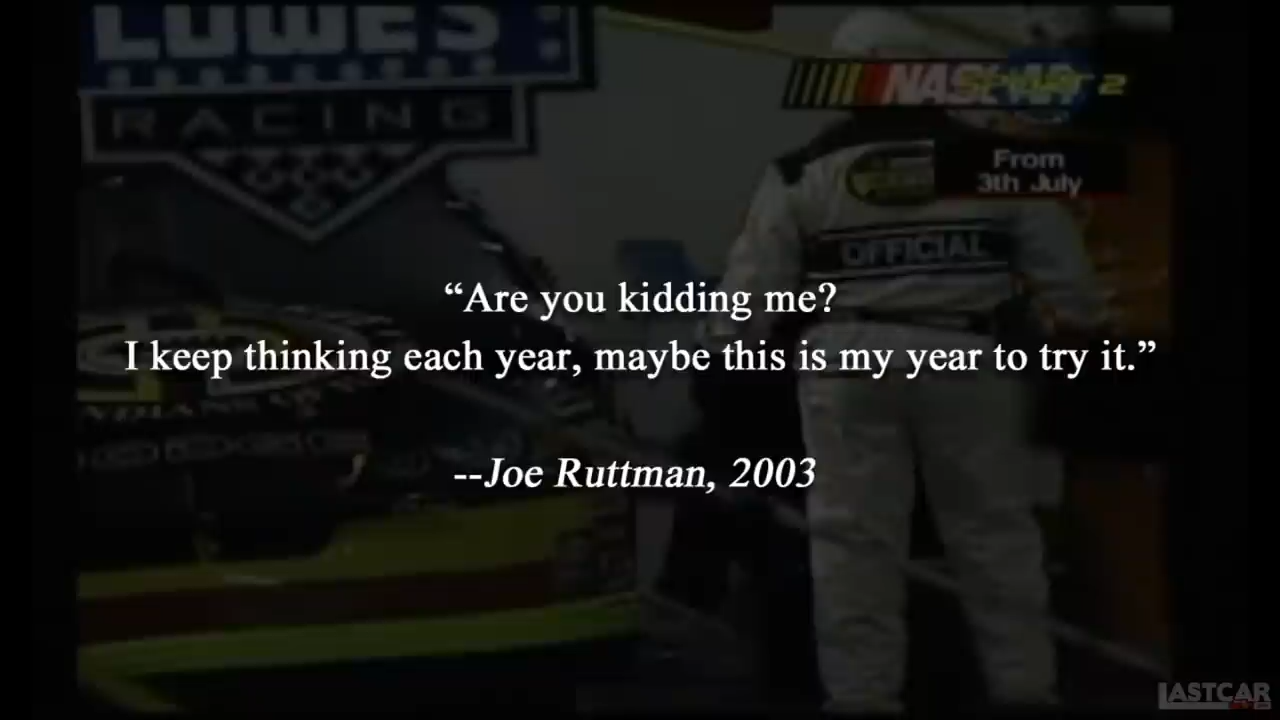 LOWE'S
RACING
NASCAR
From
3th July
OFFICIAL
“Are you kidding me?
I keep thinking each year, maybe this is my year to try it.”
--Joe Ruttman, 2003
LASTCAR